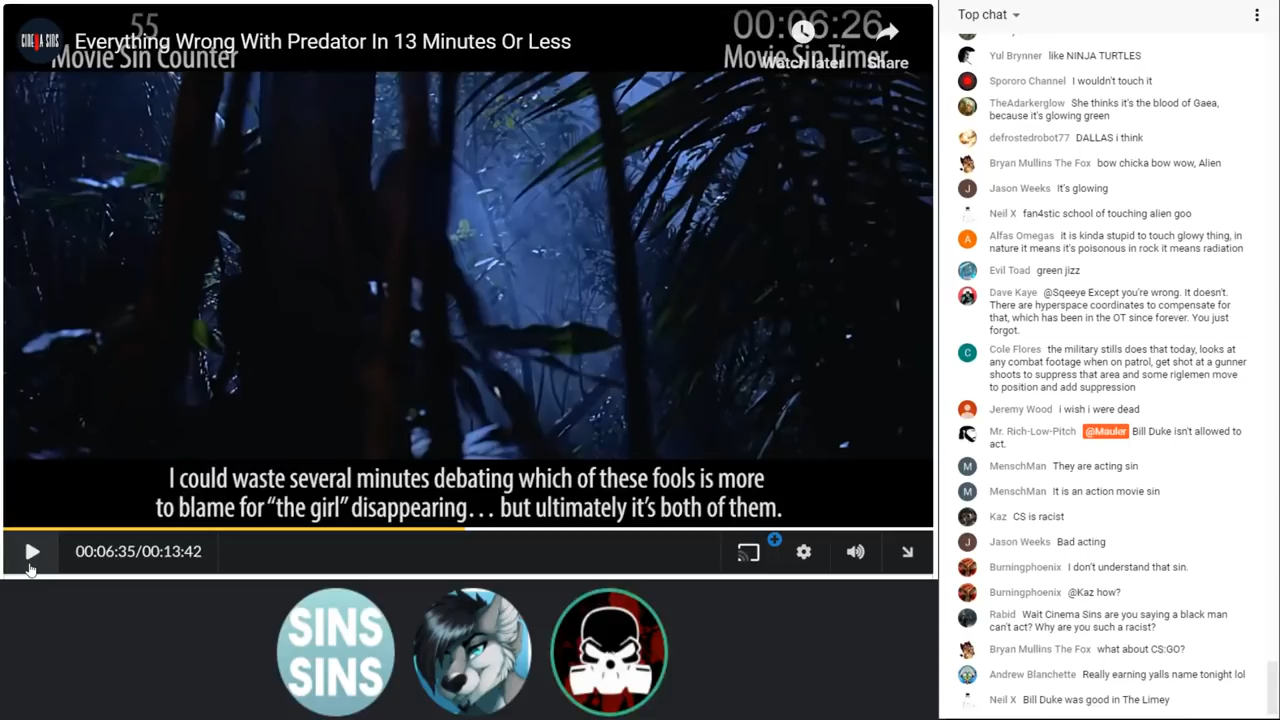 55
00:06:26
CINEMA SINS
Everything Wrong With Predator In 13 Minutes Or Less
Movie Sin Counter
Movie Sin Timer
Watch later
Share
I could waste several minutes debating which of these fools is more
to blame for “the girl” disappearing... but ultimately it's both of them.
00:06:35/00:13:42
SINS
SINS
Top chat
Yul Brynner like NINJA TURTLES
Spororo Channel I wouldn't touch it
TheAdarkerglow She thinks it's the blood of Gaea,
because it's glowing green
defrostedrobot77 DALLAS i think
Bryan Mullins The Fox bow chicka bow wow, Alien
J Jason Weeks It's glowing
Neil X fan4stic school of touching alien goo
A Alfas Omegas it is kinda stupid to touch glowy thing, in
nature it means it's poisonous in rock it means radiation
Evil Toad green jizz
Dave Kaye @Sqeeye Except you're wrong. It doesn't.
There are hyperspace coordinates to compensate for
that, which has been in the OT since forever. You just
forgot.
C Cole Flores the military stills does that today, looks at
any combat footage when on patrol, get shot at a gunner
shoots to suppress that area and some riglemen move
to position and add suppression
Jeremy Wood i wish i were dead
Mr. Rich-Low-Pitch @Mauler Bill Duke isn't allowed to
act.
M MenschMan They are acting sin
M MenschMan It is an action movie sin
Kaz CS is racist
J Jason Weeks Bad acting
Burningphoenix I don't understand that sin.
Burningphoenix @Kaz how?
Rabid Wait Cinema Sins are you saying a black man
can't act? Why are you such a racist?
Bryan Mullins The Fox what about CS:GO?
Andrew Blanchette Really earning yalls name tonight lol
Neil X Bill Duke was good in The Limey